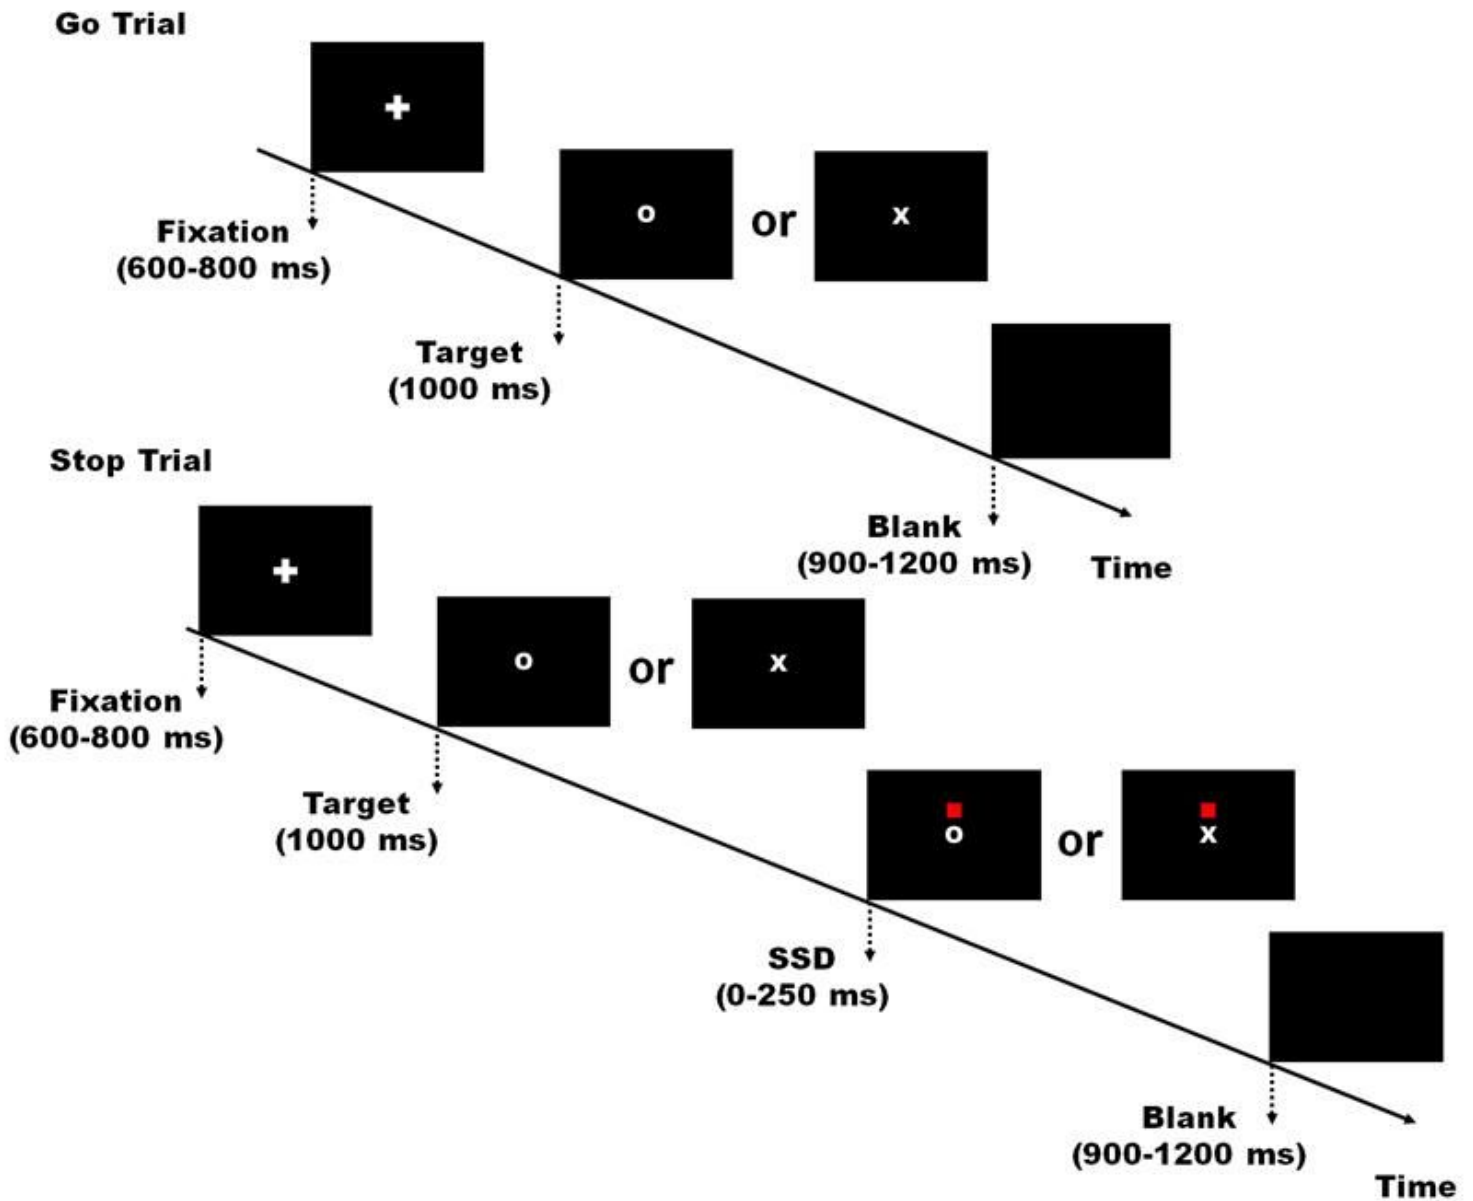 Go Trial
Fixation
(600-800 ms)
o or x
Target
(1000 ms)
Blank
(900-1200 ms)
Time
Stop Trial
Fixation
(600-800 ms)
o or x
Target
(1000 ms)
o or x
SSD
(0-250 ms)
Blank
(900-1200 ms)
Time